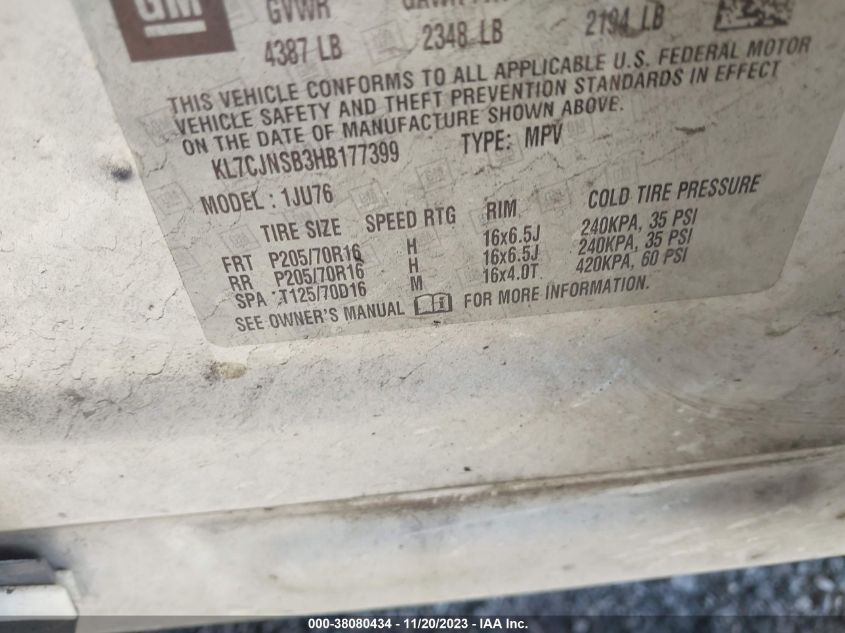 GM
GVWR
4387 LB 2348 LB 2194 LB
THIS VEHICLE CONFORMS TO ALL APPLICABLE U.S. FEDERAL MOTOR
VEHICLE SAFETY AND THEFT PREVENTION STANDARDS IN EFFECT
ON THE DATE OF MANUFACTURE SHOWN ABOVE.
KL7CJNSB3HB177399 TYPE: MPV
MODEL : 1JU76
TIRE SIZE SPEED RTG RIM COLD TIRE PRESSURE
FRT P205/70R16 H 16x6.5J 240KPA, 35 PSI
RR P205/70R16 H 16x6.5J 240KPA, 35 PSI
SPA : T125/70D16 M 16x4.0T. 420KPA, 60 PSI
SEE OWNER'S MANUAL FOR MORE INFORMATION.
000-38080434 - 11/20/2023 - IAA Inc.